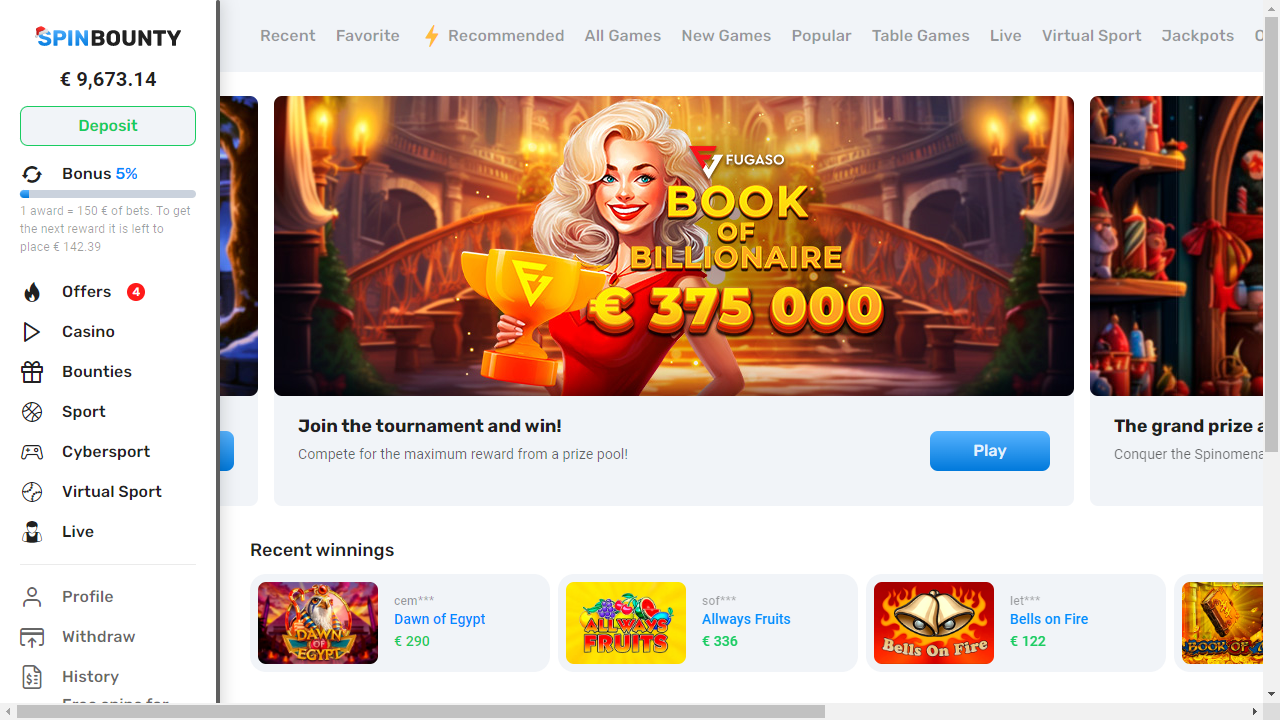 SPINBOUNTY
€ 9,673.14
Deposit
Bonus 5%
1 award = 150 € of bets. To get
the next reward it is left to
place € 142.39
Offers 4
Casino
Bounties
Sport
Cybersport
Virtual Sport
Live
Profile
Withdraw
History
Free spins for
Recent Favorite Recommended All Games New Games Popular Table Games Live Virtual Sport Jackpots
FUGASO
BOOK
OF
BILLIONAIRE
€ 375 000
Join the tournament and win!
Compete for the maximum reward from a prize pool!
Play
The grand prize
Conquer the Spinomena
Recent winnings
DAWN
OF
EGYPT
cem***
Dawn of Egypt
€ 290
ALLWAYS
FRUITS
sof***
Allways Fruits
€ 336
Bells On Fire
let***
Bells on Fire
€ 122
BOOK OF